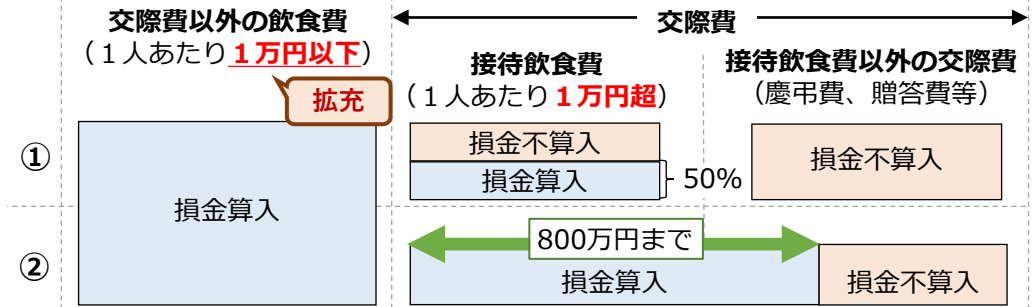 交際費以外の飲食費
（１人あたり１万円以下）
拡充
交際費
接待飲食費
（１人あたり１万円超）
接待飲食費以外の交際費
（慶弔費、贈答費等）
①
損金算入
損金不算入
損金算入
50%
損金不算入
②
800万円まで
損金算入
損金不算入